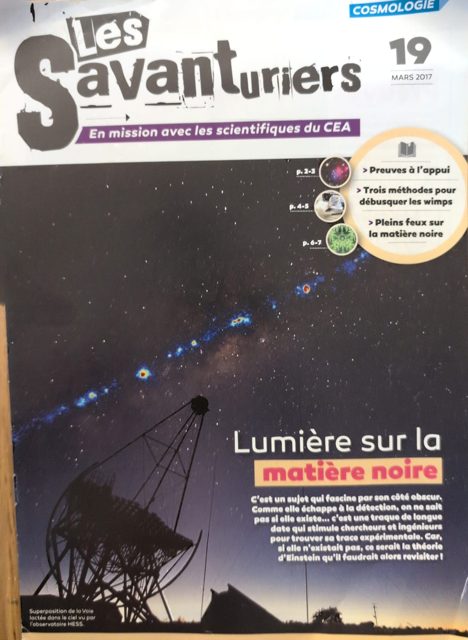 COSMOLOGIE
Les
Savanturiers
19
MARS 2017
En mission avec les scientifiques du CEA
p. 2-3
> Preuves à l'appui
p. 4-5
> Trois méthodes pour
débusquer les wimps
p. 6-7
> Pleins feux sur
la matière noire
Lumière sur la
matière noire
C'est un sujet qui fascine par son côté obscur.
Comme elle échappe à la détection, on ne sait
pas si elle existe... c'est une traque de longue
date qui stimule chercheurs et ingénieurs
pour trouver sa trace expérimentale. Car,
si elle n'existait pas, ce serait la théorie
d'Einstein qu'il faudrait alors revisiter !
Superposition de la Voie
lactée dans le ciel vu par
l'observatoire HESS.